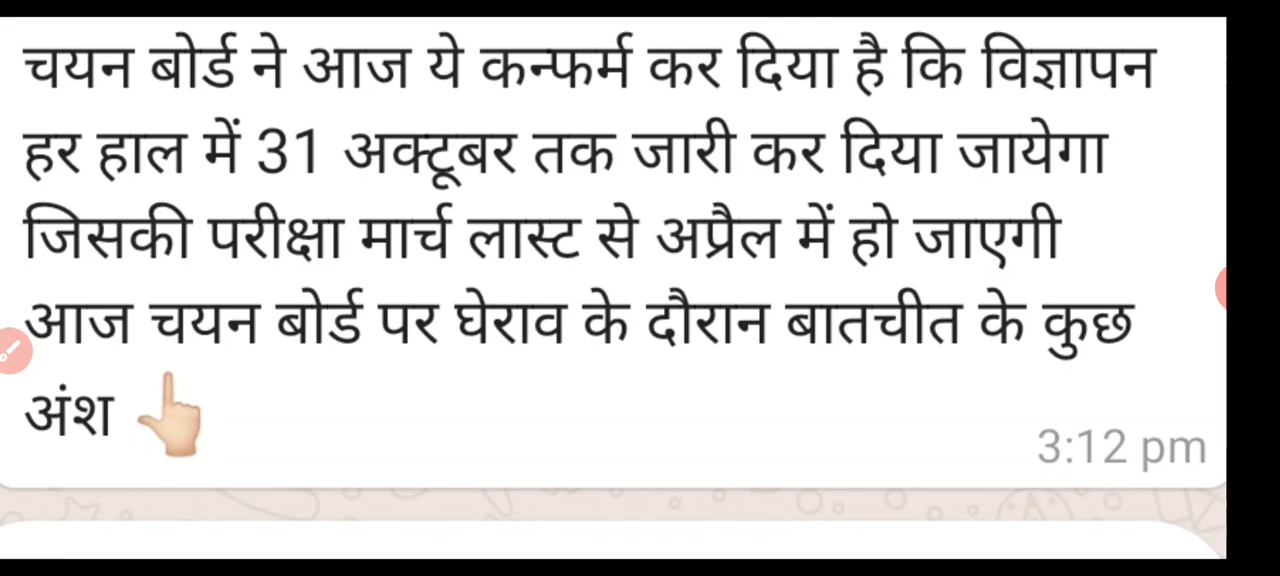 चयन बोर्ड ने आज ये कन्फर्म कर दिया है कि विज्ञापन
हर हाल में 31 अक्टूबर तक जारी कर दिया जायेगा
जिसकी परीक्षा मार्च लास्ट से अप्रैल में हो जाएगी
आज चयन बोर्ड पर घेराव के दौरान बातचीत के कुछ
अंश 👆🏻
3:12 pm